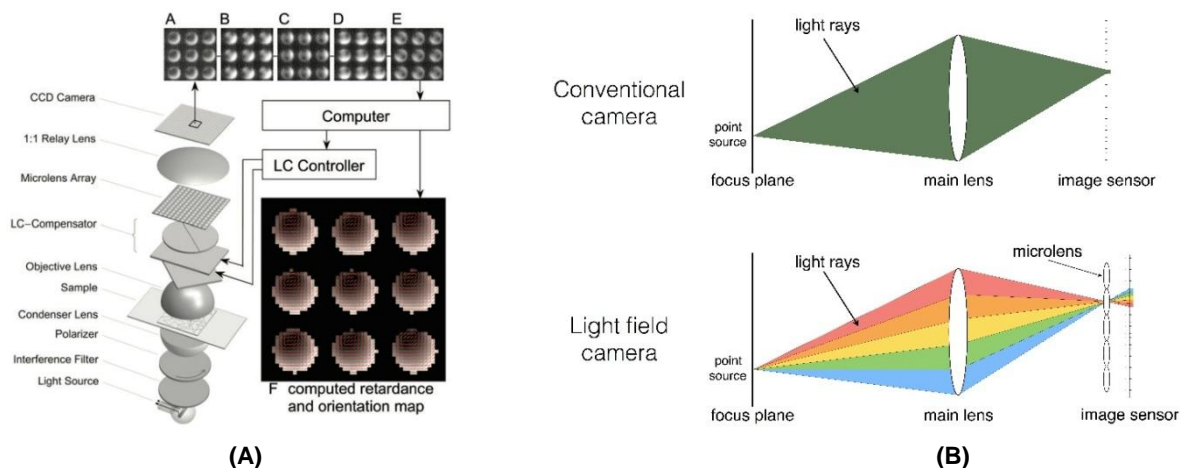 A
B
C
D
E
CCD Camera
1:1 Relay Lens
Microlens Array
LC–Compensator
Objective Lens
Sample
Condenser Lens
Polarizer
Interference Filter
Light Source
Computer
LC Controller
F computed retardance
and orientation map
(A)
Conventional
camera
light rays
point
source
focus plane
main lens
image sensor
Light field
camera
light rays
microlens
point
source
focus plane
main lens
image sensor
(B)